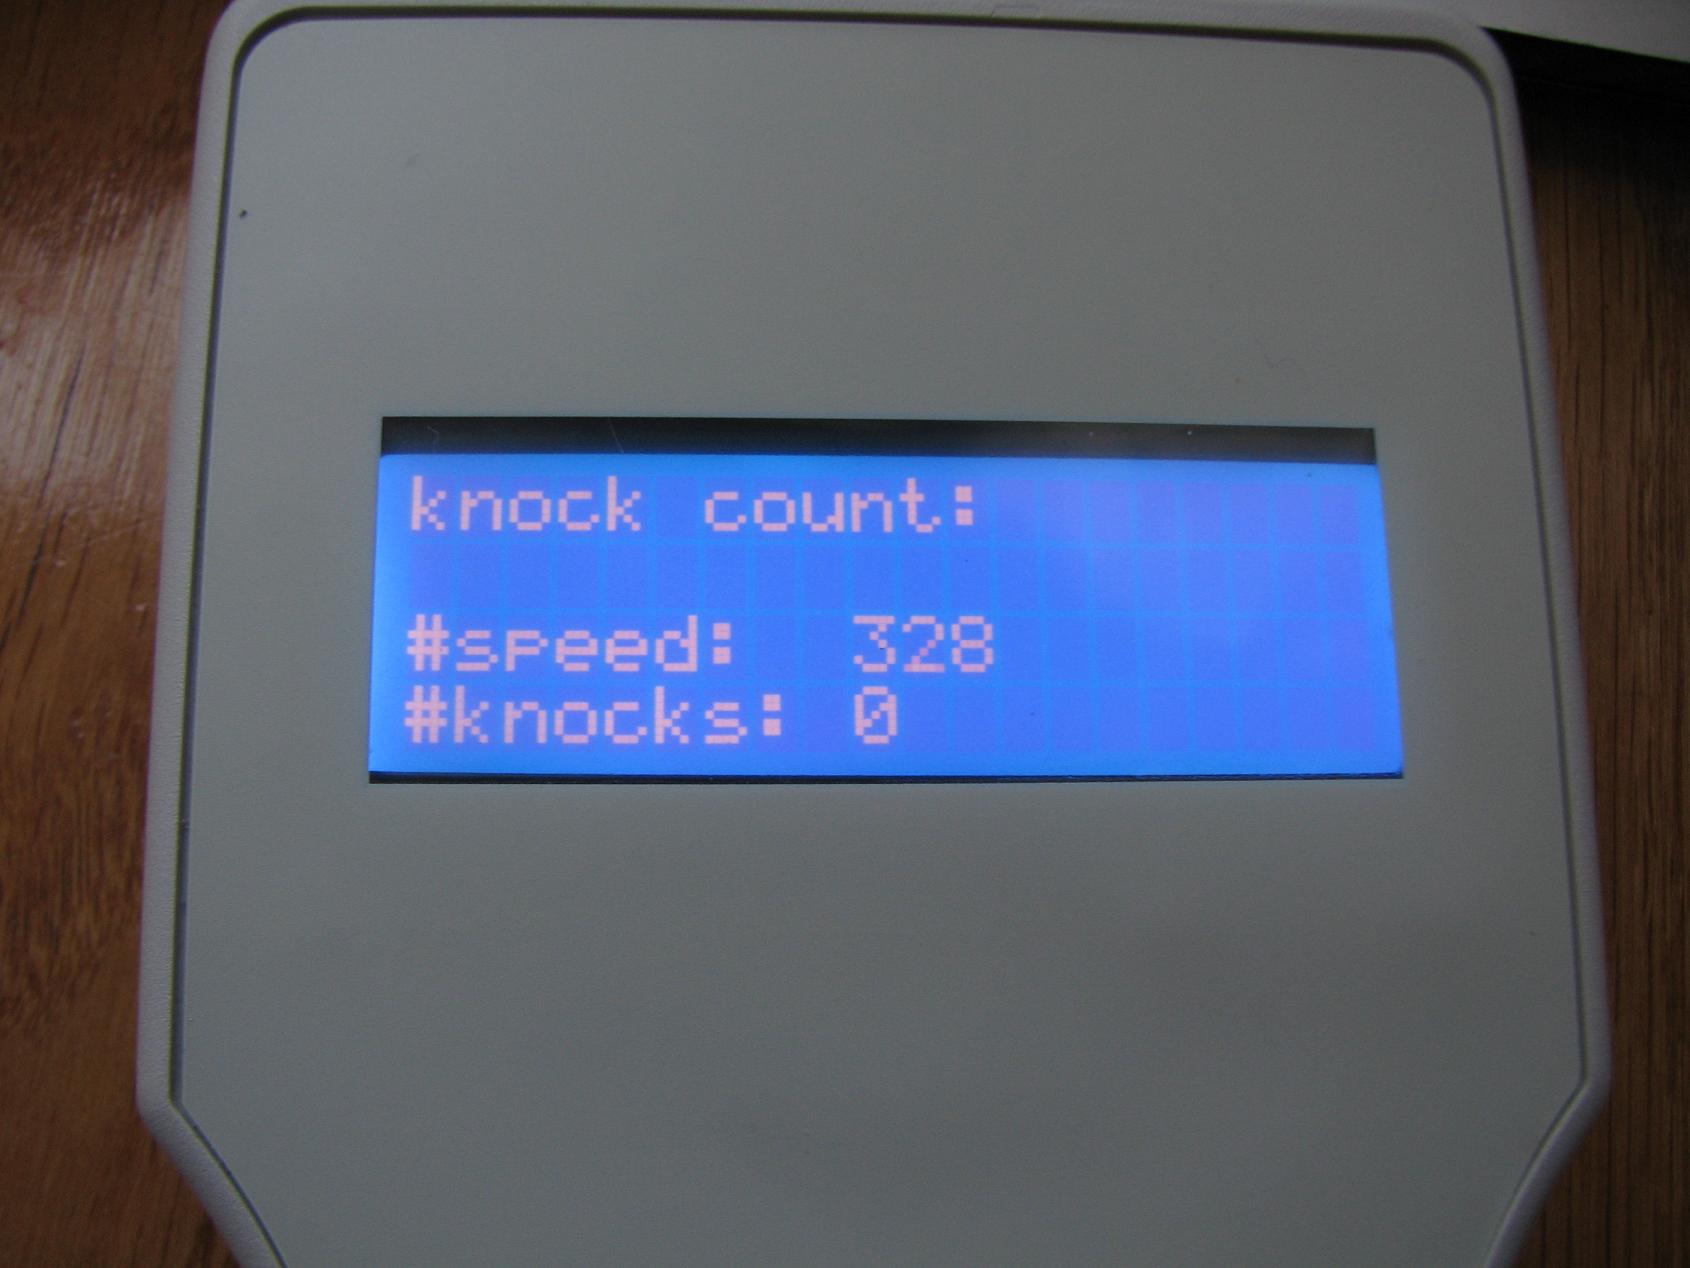 knock count:
#speed: 328
#knocks: 0